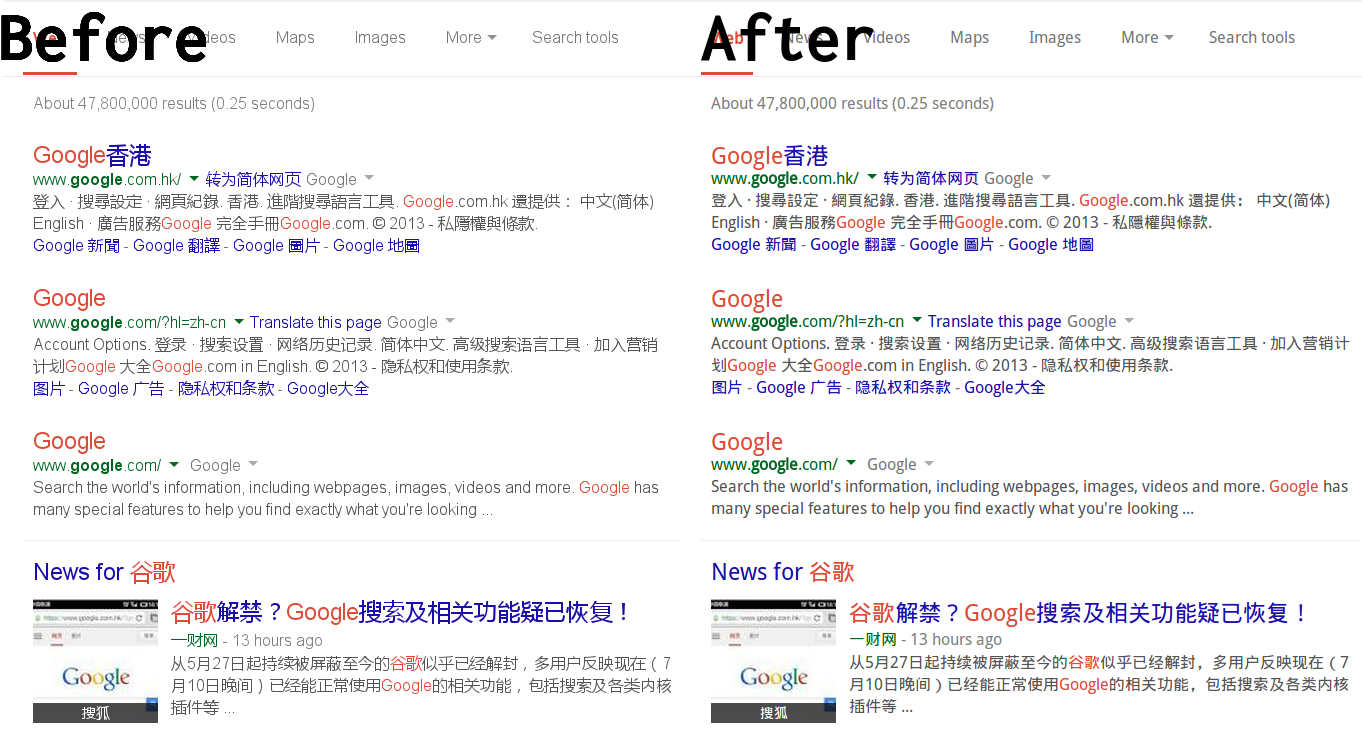 Before
Web News Videos Maps Images More Search tools
About 47,800,000 results (0.25 seconds)
Google香港
www.google.com.hk/ 转为简体网页 Google
登入 · 搜尋設定 · 網頁紀錄. 香港. 進階搜尋語言工具. Google.com.hk 還提供： 中文(简体)
English · 廣告服務Google 完全手冊Google.com. © 2013 - 私隱權與條款.
Google 新聞 - Google 翻譯 - Google 圖片 - Google 地圖
Google
www.google.com/?hl=zh-cn Translate this page Google
Account Options. 登录 · 搜索设置 · 网络历史记录. 简体中文. 高级搜索语言工具 · 加入营销
计划Google 大全Google.com in English. © 2013 - 隐私权和使用条款.
图片 - Google 广告 - 隐私权和条款 - Google大全
Google
www.google.com/ Google
Search the world's information, including webpages, images, videos and more. Google has
many special features to help you find exactly what you're looking ...
News for 谷歌
谷歌解禁？Google搜索及相关功能疑已恢复！
一财网 - 13 hours ago
从5月27日起持续被屏蔽至今的谷歌似乎已经解封，多用户反映现在（7
月10日晚间）已经能正常使用Google的相关功能，包括搜索及各类内核
插件等 ...
Google
搜狐
After
Web News Videos Maps Images More Search tools
About 47,800,000 results (0.25 seconds)
Google香港
www.google.com.hk/ 转为简体网页 Google
登入 · 搜尋設定 · 網頁紀錄. 香港. 進階搜尋語言工具. Google.com.hk 還提供： 中文(简体)
English · 廣告服務Google 完全手冊Google.com. © 2013 - 私隱權與條款.
Google 新聞 - Google 翻譯 - Google 圖片 - Google 地圖
Google
www.google.com/?hl=zh-cn Translate this page Google
Account Options. 登录 · 搜索设置 · 网络历史记录. 简体中文. 高级搜索语言工具 · 加入营销计
划Google 大全Google.com in English. © 2013 - 隐私权和使用条款.
图片 - Google 广告 - 隐私权和条款 - Google大全
Google
www.google.com/ Google
Search the world's information, including webpages, images, videos and more. Google has
many special features to help you find exactly what you're looking ...
News for 谷歌
谷歌解禁？Google搜索及相关功能疑已恢复！
一财网 - 13 hours ago
从5月27日起持续被屏蔽至今的谷歌似乎已经解封，多用户反映现在（7
月10日晚间）已经能正常使用Google的相关功能，包括搜索及各类内核
插件等 ...
Google
搜狐